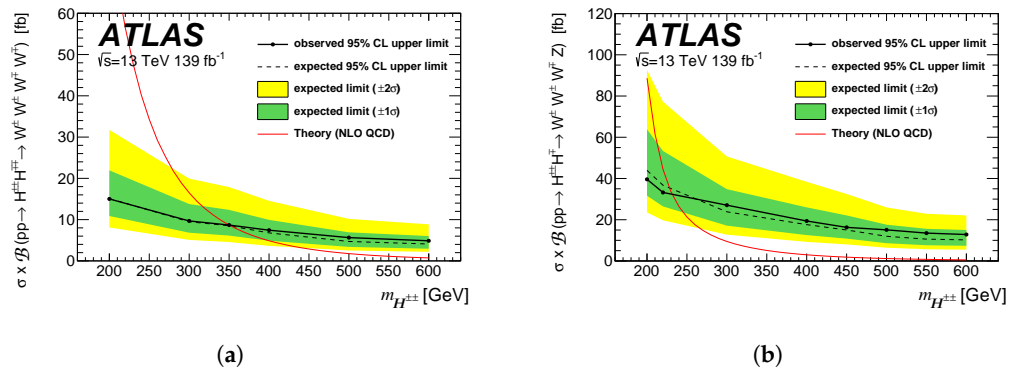 ATLAS
√s=13 TeV 139 fb⁻¹
observed 95% CL upper limit
expected 95% CL upper limit
expected limit (±2σ)
expected limit (±1σ)
Theory (NLO QCD)
σ x ℬ (pp→ H±±H∓∓→ W± W± W∓ W∓) [fb]
60
50
40
30
20
10
0
200 250 300 350 400 450 500 550 600
m_H±± [GeV]
(a)
ATLAS
√s=13 TeV 139 fb⁻¹
observed 95% CL upper limit
expected 95% CL upper limit
expected limit (±2σ)
expected limit (±1σ)
Theory (NLO QCD)
σ x ℬ (pp→ H±±H∓→ W± W± W∓ Z) [fb]
120
100
80
60
40
20
0
200 250 300 350 400 450 500 550 600
m_H±± [GeV]
(b)